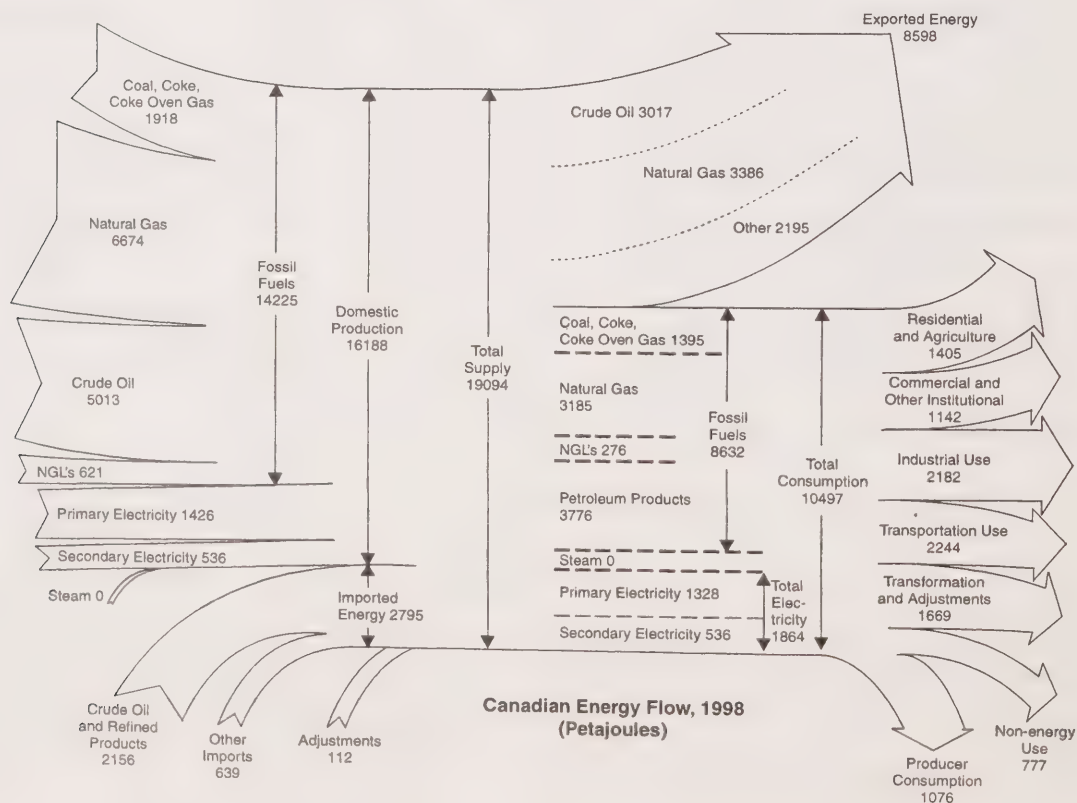 Exported Energy
8598
Coal, Coke,
Coke Oven Gas
1918
Natural Gas
6674
Crude Oil
5013
NGL's 621
Primary Electricity 1426
Secondary Electricity 536
Steam 0
Crude Oil
and Refined
Products
2156
Other
Imports
639
Adjustments
112
Fossil
Fuels
14225
Domestic
Production
16188
Imported
Energy 2795
Total
Supply
19094
Crude Oil 3017
Natural Gas 3386
Other 2195
Coal, Coke,
Coke Oven Gas 1395
Natural Gas
3185
NGL's 276
Petroleum Products
3776
Steam 0
Primary Electricity 1328
Secondary Electricity 536
Fossil
Fuels
8632
Total
Elec-
tricity
1864
Total
Consumption
10497
Residential
and Agriculture
1405
Commercial and
Other Institutional
1142
Industrial Use
2182
Transportation Use
2244
Transformation
and Adjustments
1669
Non-energy
Use
777
Producer
Consumption
1076
Canadian Energy Flow, 1998
(Petajoules)